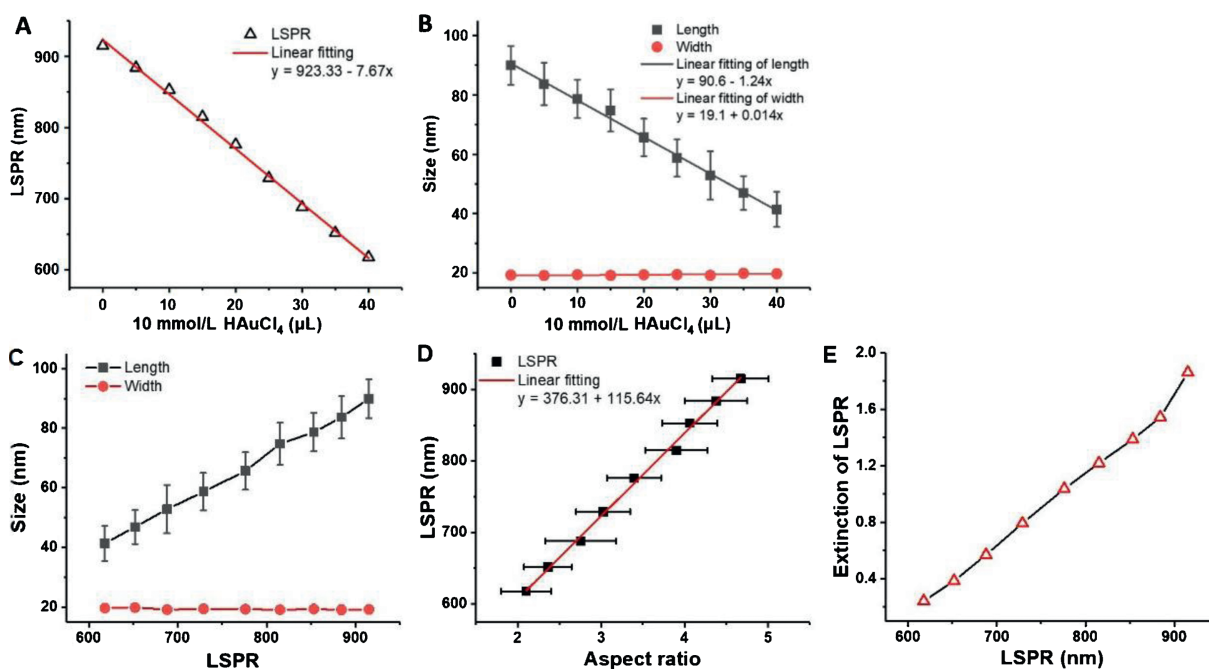 A
LSPR
Linear fitting
y = 923.33 - 7.67x
LSPR (nm)
900
800
700
600
0 10 20 30 40
10 mmol/L HAuCl₄ (µL)
B
Length
Width
Linear fitting of length
y = 90.6 - 1.24x
Linear fitting of width
y = 19.1 + 0.014x
Size (nm)
100
80
60
40
20
0 10 20 30 40
10 mmol/L HAuCl₄ (µL)
C
Length
Width
Size (nm)
100
80
60
40
20
600 700 800 900
LSPR
D
LSPR
Linear fitting
y = 376.31 + 115.64x
LSPR (nm)
900
800
700
600
2 3 4 5
Aspect ratio
E
Extinction of LSPR
2.0
1.6
1.2
0.8
0.4
600 700 800 900
LSPR (nm)